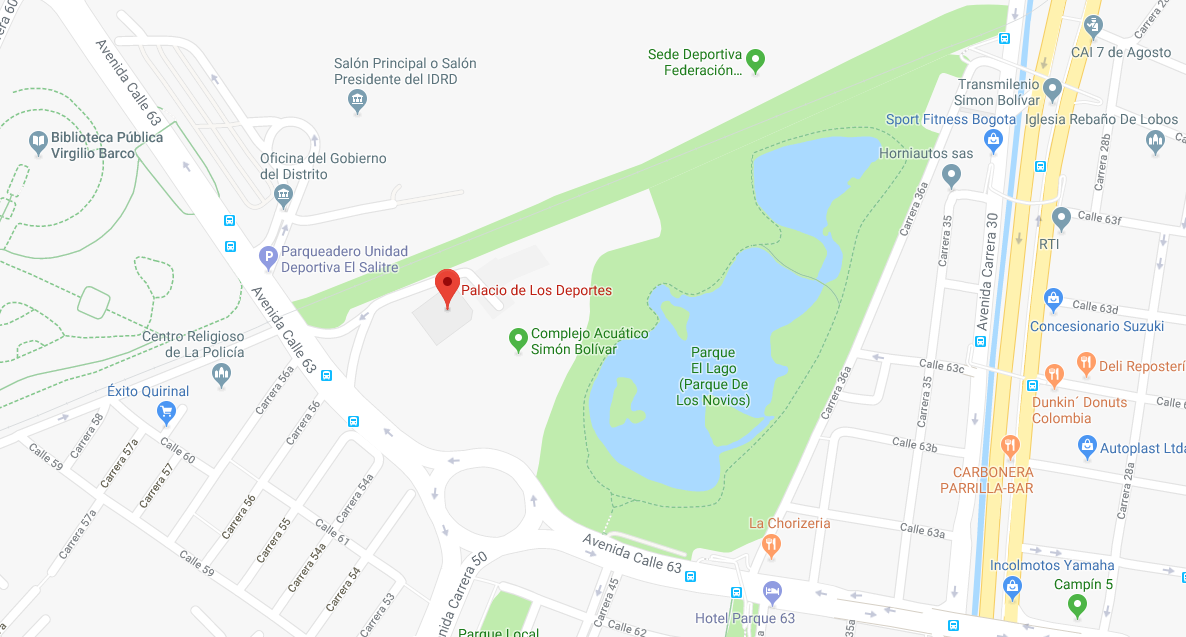 Carrera 60
Avenida Calle 63
Salón Principal o Salón
Presidente del IDRD
Sede Deportiva
Federación...
CAI 7 de Agosto
Transmilenio
Simon Bolívar
Sport Fitness Bogota
Iglesia Rebaño De Lobos
Biblioteca Pública
Virgilio Barco
Oficina del Gobierno
del Distrito
Horniautos sas
Carrera 28b
Carrera 36a
Carrera 35
Calle 63f
RTI
Parqueadero Unidad
Deportiva El Salitre
Avenida Carrera 30
Palacio de Los Deportes
Avenida Calle 63
Calle 63d
Concesionario Suzuki
Complejo Acuático
Simón Bolívar
Centro Religioso
de La Policía
Parque
El Lago
(Parque De
Los Novios)
Calle 63c
Deli Repostería
Éxito Quirinal
Carrera 56a
Carrera 36a
Carrera 35
Dunkin´ Donuts
Colombia
Carrera 58
Carrera 56
Calle 63b
Autoplast Ltda
Calle 59
Carrera 57a
Calle 60
CARBONERA
PARRILLA-BAR
Carrera 57
Carrera 54a
Carrera 28a
Carrera 56
La Chorizeria
Carrera 57a
Carrera 55
Calle 61
Calle 63a
Avenida Calle 63
Calle 59
Carrera 54a
Incolmotos Yamaha
Carrera 54
Avenida Carrera 50
Campín 5
Carrera 53
Carrera 45
Hotel Parque 63
Parque Local
Calle 62
35a